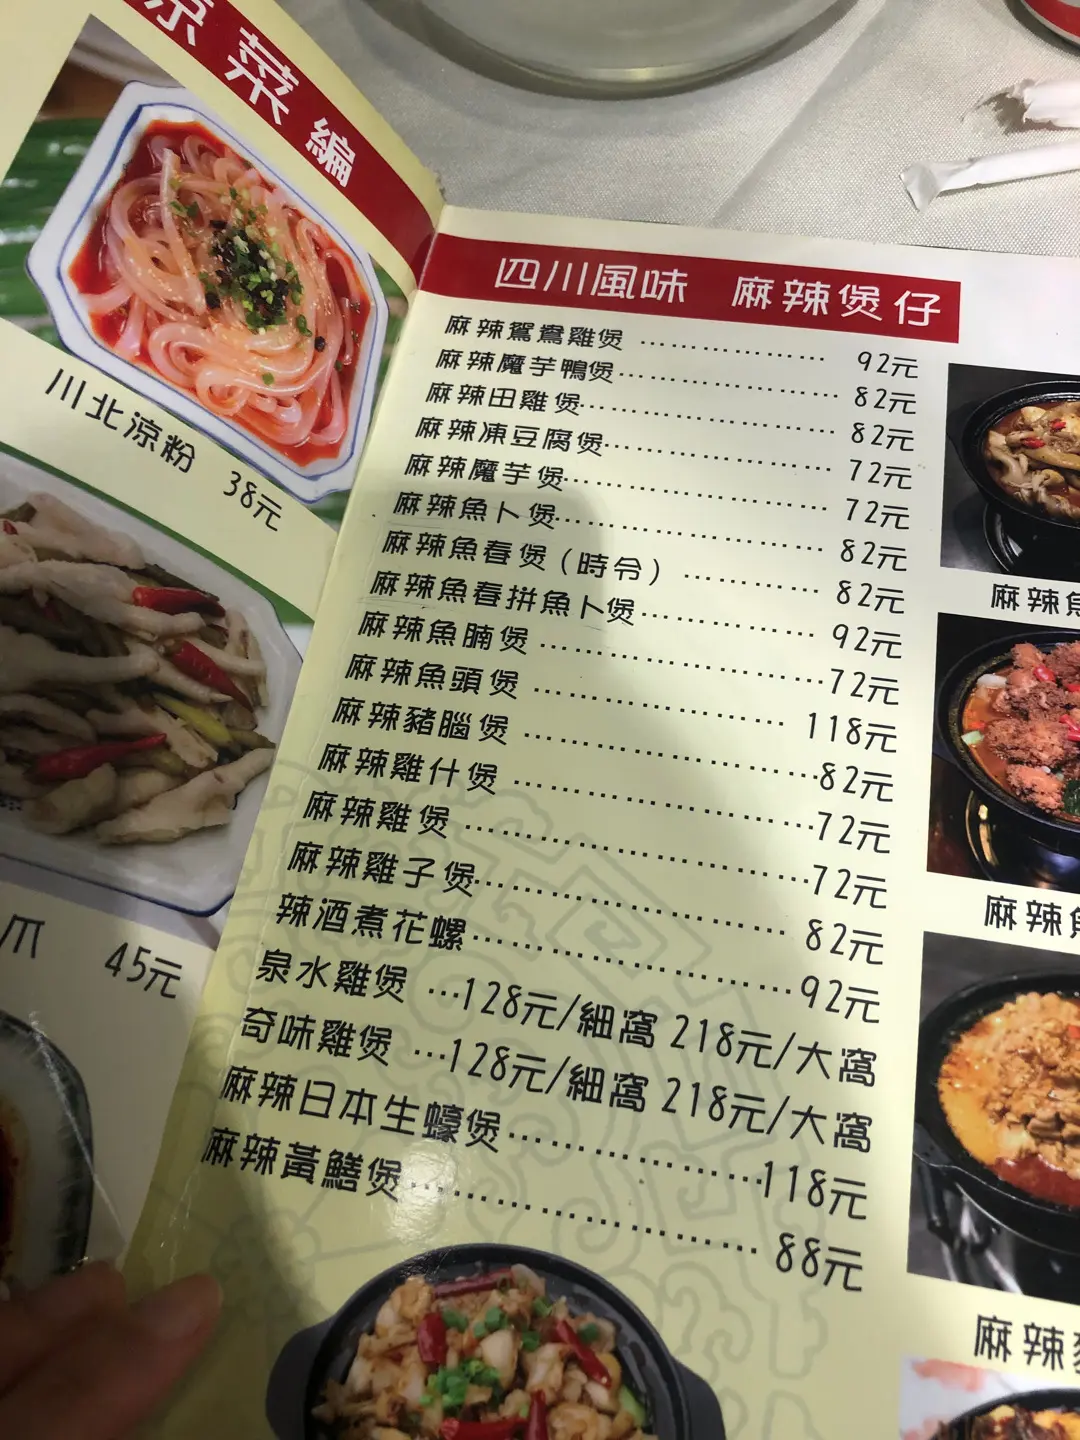 菜編
川北涼粉 38元
45元
四川風味 麻辣煲仔
麻辣鴛鴦雞煲 ……………… 92元
麻辣魔芋鴨煲 ……………… 82元
麻辣田雞煲 ……………… 82元
麻辣凍豆腐煲 ……………… 72元
麻辣魔芋煲 ……………… 72元
麻辣魚卜煲 ……………… 82元
麻辣魚春煲(時令) ……………… 82元
麻辣魚春拼魚卜煲 ……………… 92元
麻辣魚腩煲 ……………… 72元
麻辣魚頭煲 ……………… 118元
麻辣豬腦煲 ……………… 82元
麻辣雞什煲 ……………… 72元
麻辣雞煲 ……………… 72元
麻辣雞子煲 ……………… 82元
辣酒煮花螺 ……………… 92元
泉水雞煲 …128元/細窩 218元/大窩
奇味雞煲 …128元/細窩 218元/大窩
麻辣日本生蠔煲 ……………… 118元
麻辣黃鱔煲 ……………… 88元
麻辣魚
麻辣魚
麻辣